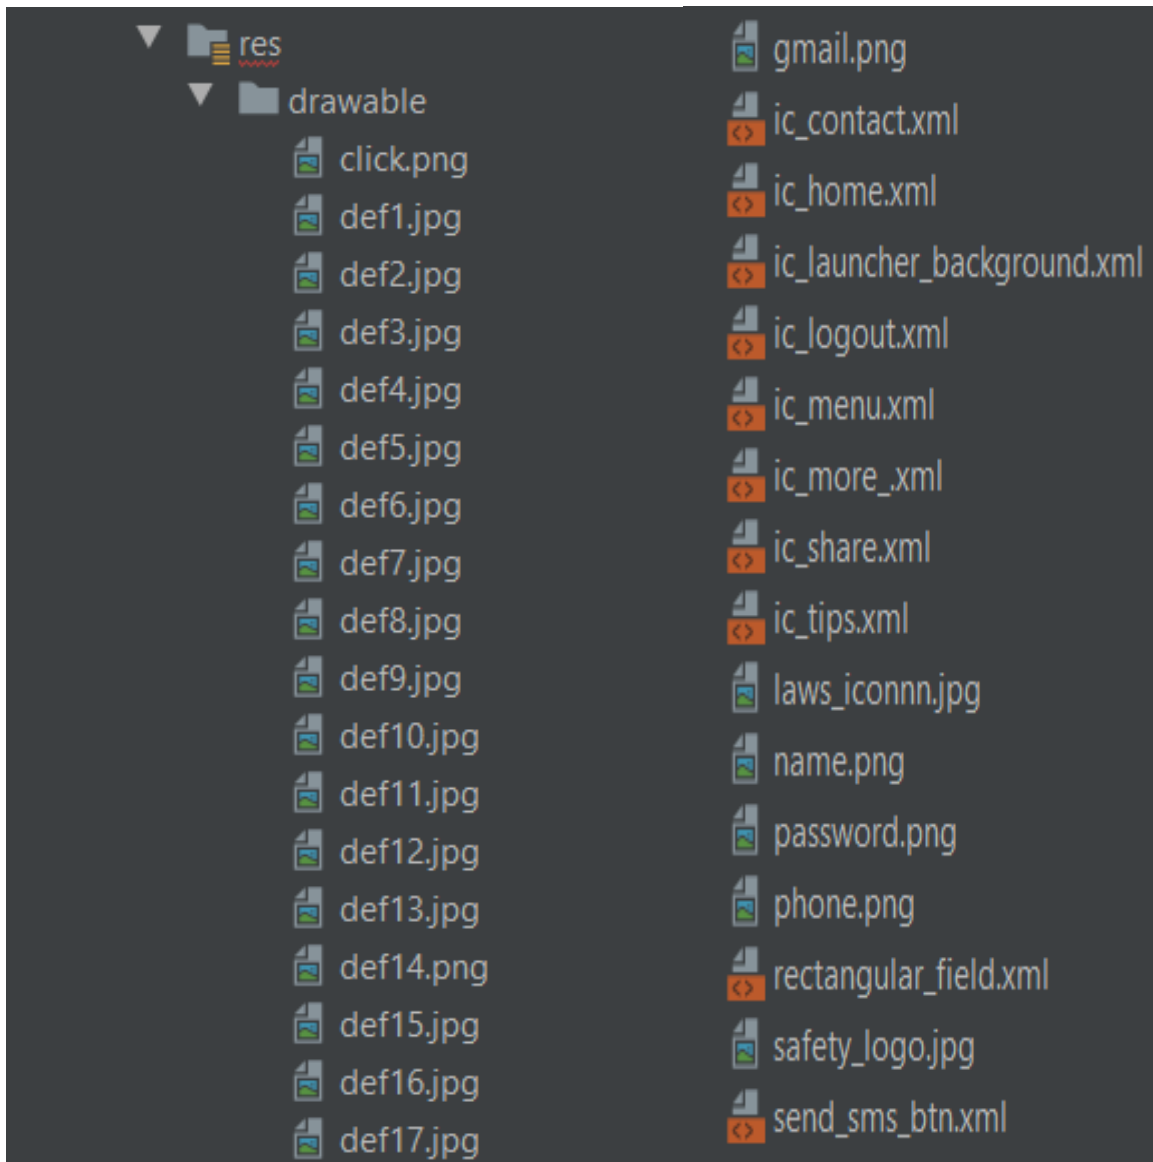 res
drawable
click.png
def1.jpg
def2.jpg
def3.jpg
def4.jpg
def5.jpg
def6.jpg
def7.jpg
def8.jpg
def9.jpg
def10.jpg
def11.jpg
def12.jpg
def13.jpg
def14.png
def15.jpg
def16.jpg
def17.jpg
gmail.png
ic_contact.xml
ic_home.xml
ic_launcher_background.xml
ic_logout.xml
ic_menu.xml
ic_more_.xml
ic_share.xml
ic_tips.xml
laws_iconnn.jpg
name.png
password.png
phone.png
rectangular_field.xml
safety_logo.jpg
send_sms_btn.xml